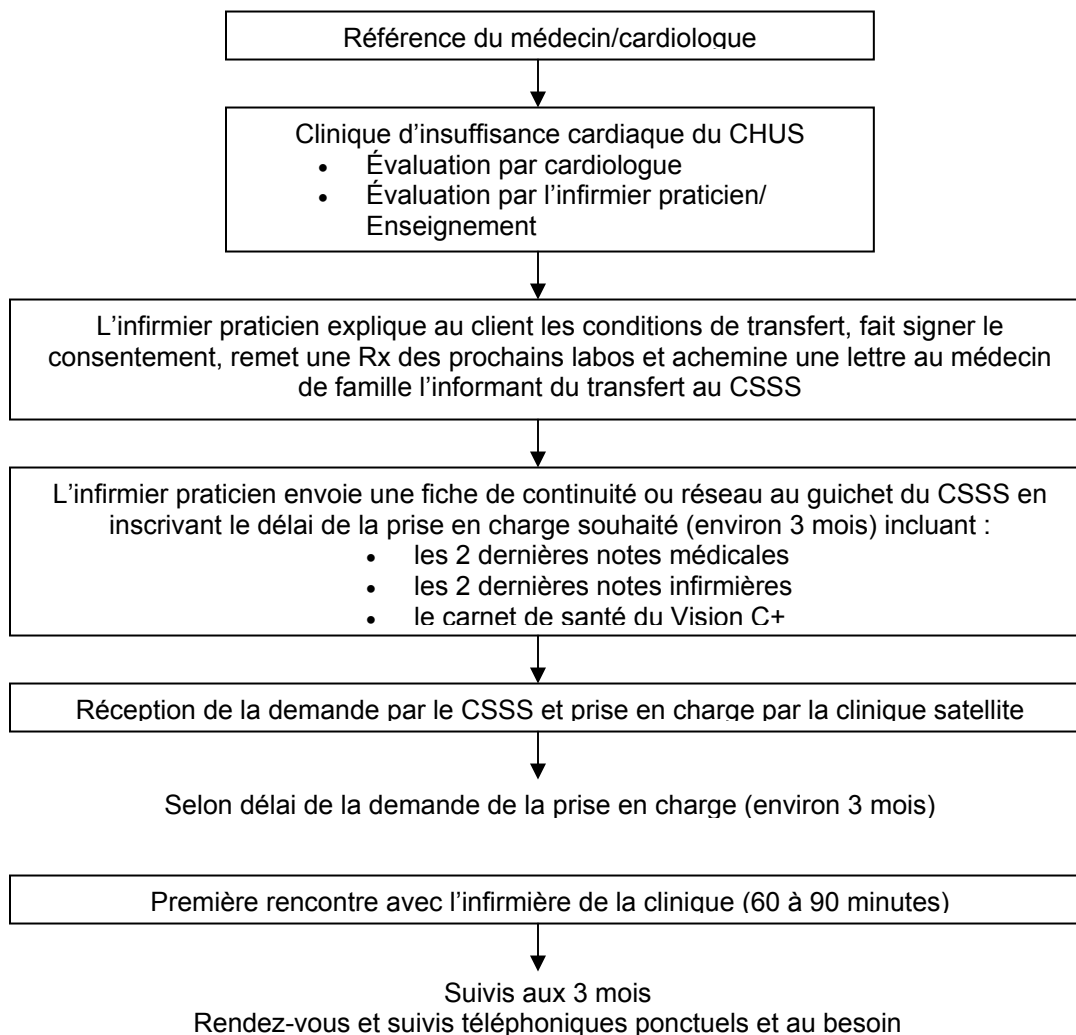 Référence du médecin/cardiologue
Clinique d’insuffisance cardiaque du CHUS
• Évaluation par cardiologue
• Évaluation par l’infirmier praticien/
Enseignement
L’infirmier praticien explique au client les conditions de transfert, fait signer le
consentement, remet une Rx des prochains labos et achemine une lettre au médecin
de famille l’informant du transfert au CSSS
L’infirmier praticien envoie une fiche de continuité ou réseau au guichet du CSSS en
inscrivant le délai de la prise en charge souhaité (environ 3 mois) incluant :
• les 2 dernières notes médicales
• les 2 dernières notes infirmières
• le carnet de santé du Vision C+
Réception de la demande par le CSSS et prise en charge par la clinique satellite
Selon délai de la demande de la prise en charge (environ 3 mois)
Première rencontre avec l’infirmière de la clinique (60 à 90 minutes)
Suivis aux 3 mois
Rendez-vous et suivis téléphoniques ponctuels et au besoin